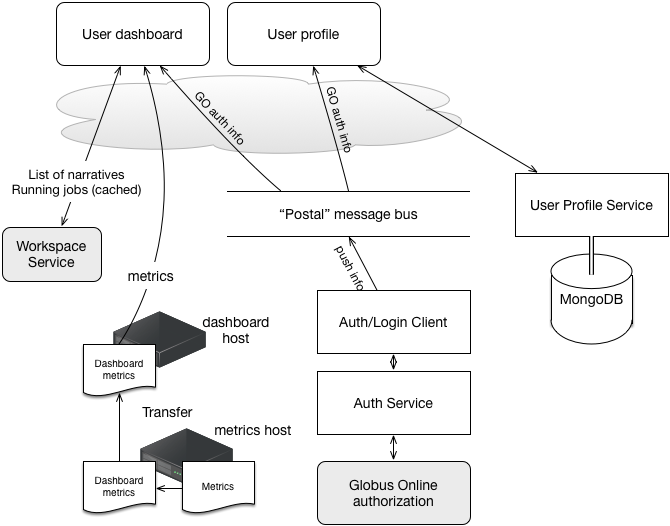 User dashboard
User profile
GO auth info
GO auth info
List of narratives
Running jobs (cached)
“Postal” message bus
User Profile Service
Workspace
Service
push info
metrics
MongoDB
dashboard
host
Auth/Login Client
Dashboard
metrics
Auth Service
Transfer
metrics host
Dashboard
metrics
Metrics
Globus Online
authorization